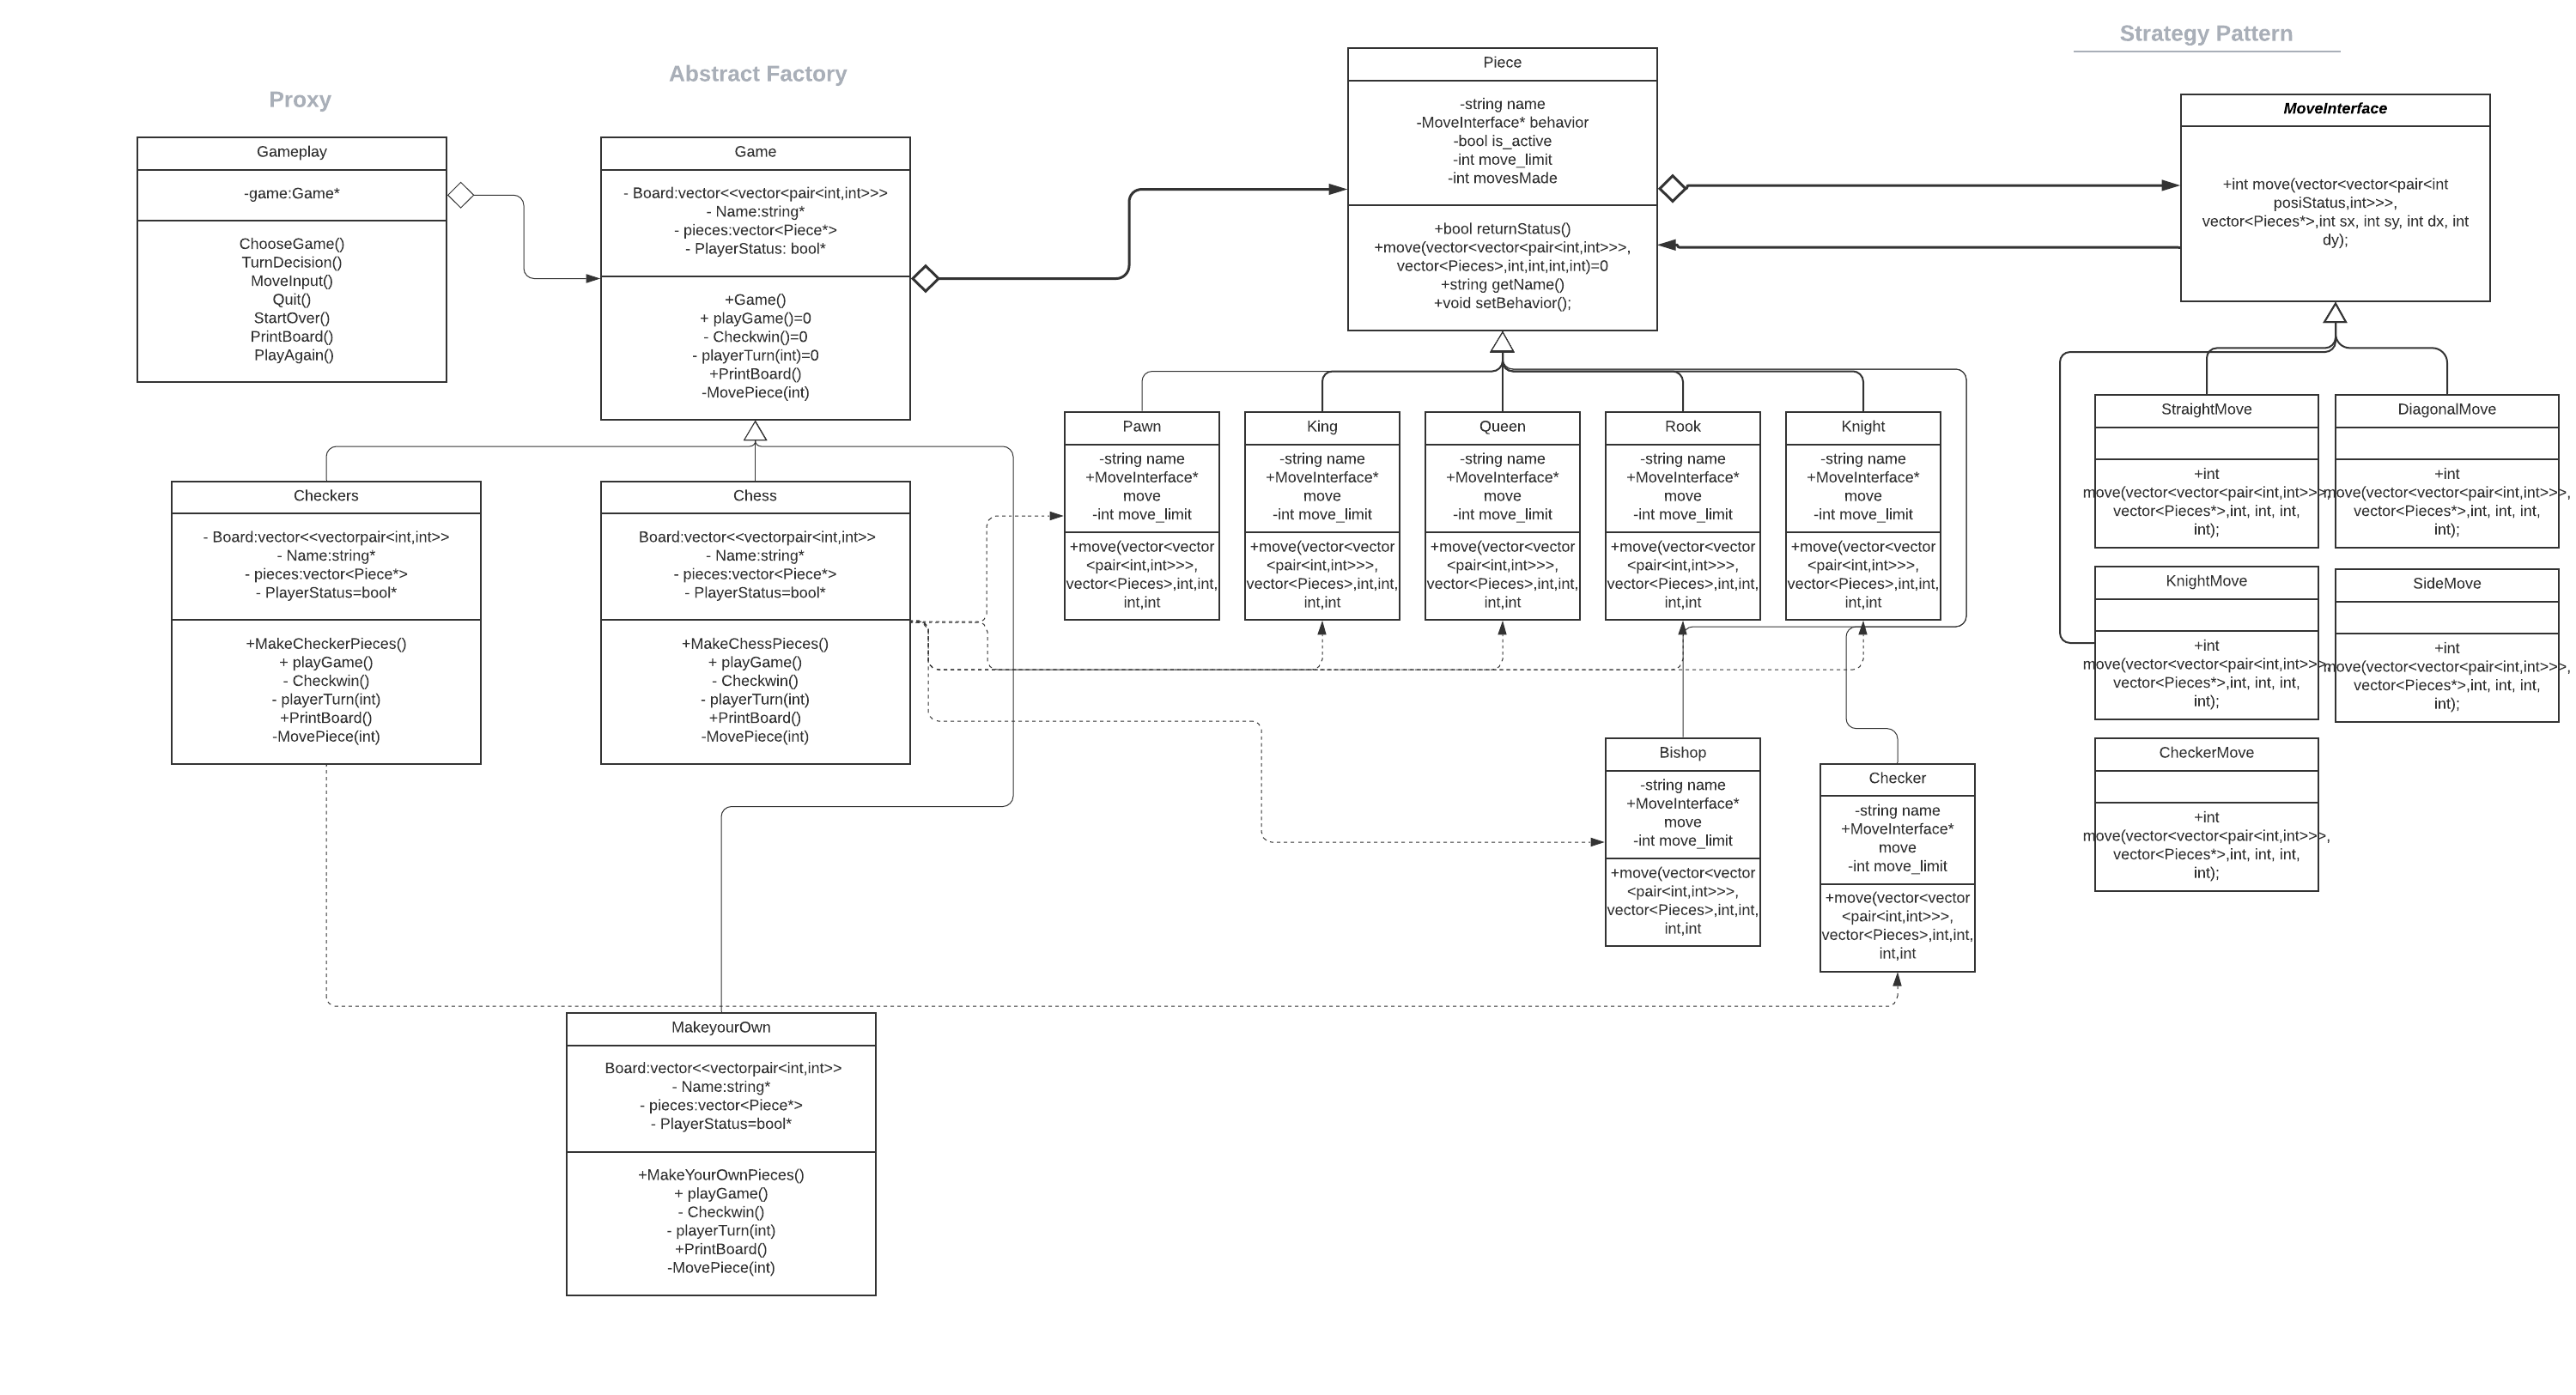 Strategy Pattern
Abstract Factory
Proxy
Gameplay
-game:Game*
ChooseGame()
TurnDecision()
MoveInput()
Quit()
StartOver()
PrintBoard()
PlayAgain()
Game
- Board:vector<<vector<pair<int,int>>>
- Name:string*
- pieces:vector<Piece*>
- PlayerStatus: bool*
+Game()
+ playGame()=0
- Checkwin()=0
- playerTurn(int)=0
+PrintBoard()
-MovePiece(int)
Piece
-string name
-MoveInterface* behavior
-bool is_active
-int move_limit
-int movesMade
+bool returnStatus()
+move(vector<vector<pair<int,int>>>,
vector<Pieces>,int,int,int,int)=0
+string getName()
+void setBehavior();
MoveInterface
+int move(vector<vector<pair<int
posiStatus,int>>>,
vector<Pieces*>,int sx, int sy, int dx, int
dy);
Checkers
- Board:vector<<vectorpair<int,int>>
- Name:string*
- pieces:vector<Piece*>
- PlayerStatus=bool*
+MakeCheckerPieces()
+ playGame()
- Checkwin()
- playerTurn(int)
+PrintBoard()
-MovePiece(int)
Chess
Board:vector<<vectorpair<int,int>>
- Name:string*
- pieces:vector<Piece*>
- PlayerStatus=bool*
+MakeChessPieces()
+ playGame()
- Checkwin()
- playerTurn(int)
+PrintBoard()
-MovePiece(int)
Pawn
-string name
+MoveInterface*
move
-int move_limit
+move(vector<vector
<pair<int,int>>>,
vector<Pieces>,int,int,
int,int
King
-string name
+MoveInterface*
move
-int move_limit
+move(vector<vector
<pair<int,int>>>,
vector<Pieces>,int,int,
int,int
Queen
-string name
+MoveInterface*
move
-int move_limit
+move(vector<vector
<pair<int,int>>>,
vector<Pieces>,int,int,
int,int
Rook
-string name
+MoveInterface*
move
-int move_limit
+move(vector<vector
<pair<int,int>>>,
vector<Pieces>,int,int,
int,int
Knight
-string name
+MoveInterface*
move
-int move_limit
+move(vector<vector
<pair<int,int>>>,
vector<Pieces>,int,int,
int,int
StraightMove
+int
move(vector<vector<pair<int,int>>>,
vector<Pieces*>,int, int, int,
int);
DiagonalMove
+int
move(vector<vector<pair<int,int>>>,
vector<Pieces*>,int, int, int,
int);
KnightMove
+int
move(vector<vector<pair<int,int>>>,
vector<Pieces*>,int, int, int,
int);
SideMove
+int
move(vector<vector<pair<int,int>>>,
vector<Pieces*>,int, int, int,
int);
CheckerMove
+int
move(vector<vector<pair<int,int>>>,
vector<Pieces*>,int, int, int,
int);
Bishop
-string name
+MoveInterface*
move
-int move_limit
+move(vector<vector
<pair<int,int>>>,
vector<Pieces>,int,int,
int,int
Checker
-string name
+MoveInterface*
move
-int move_limit
+move(vector<vector
<pair<int,int>>>,
vector<Pieces>,int,int,
int,int
MakeyourOwn
Board:vector<<vectorpair<int,int>>
- Name:string*
- pieces:vector<Piece*>
- PlayerStatus=bool*
+MakeYourOwnPieces()
+ playGame()
- Checkwin()
- playerTurn(int)
+PrintBoard()
-MovePiece(int)